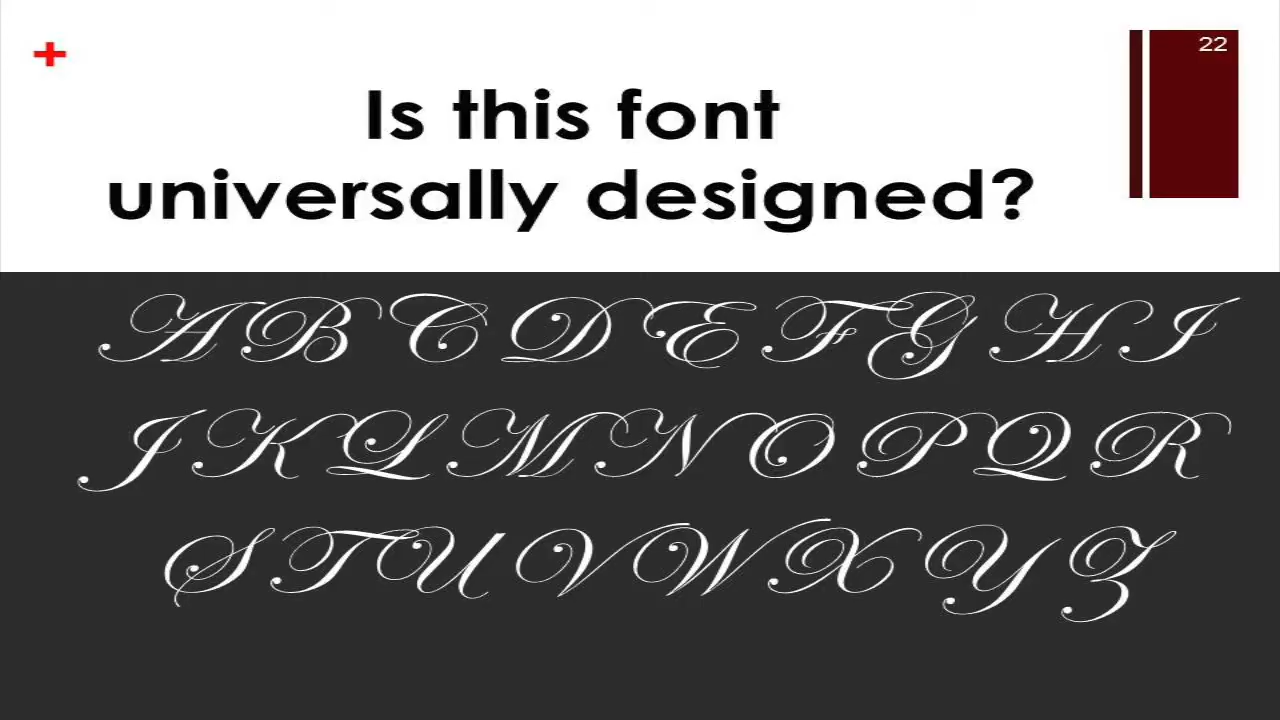 +
22
Is this font
universally designed?
A B C D E F G H I
J K L M N O P Q R
S T U V W X Y Z